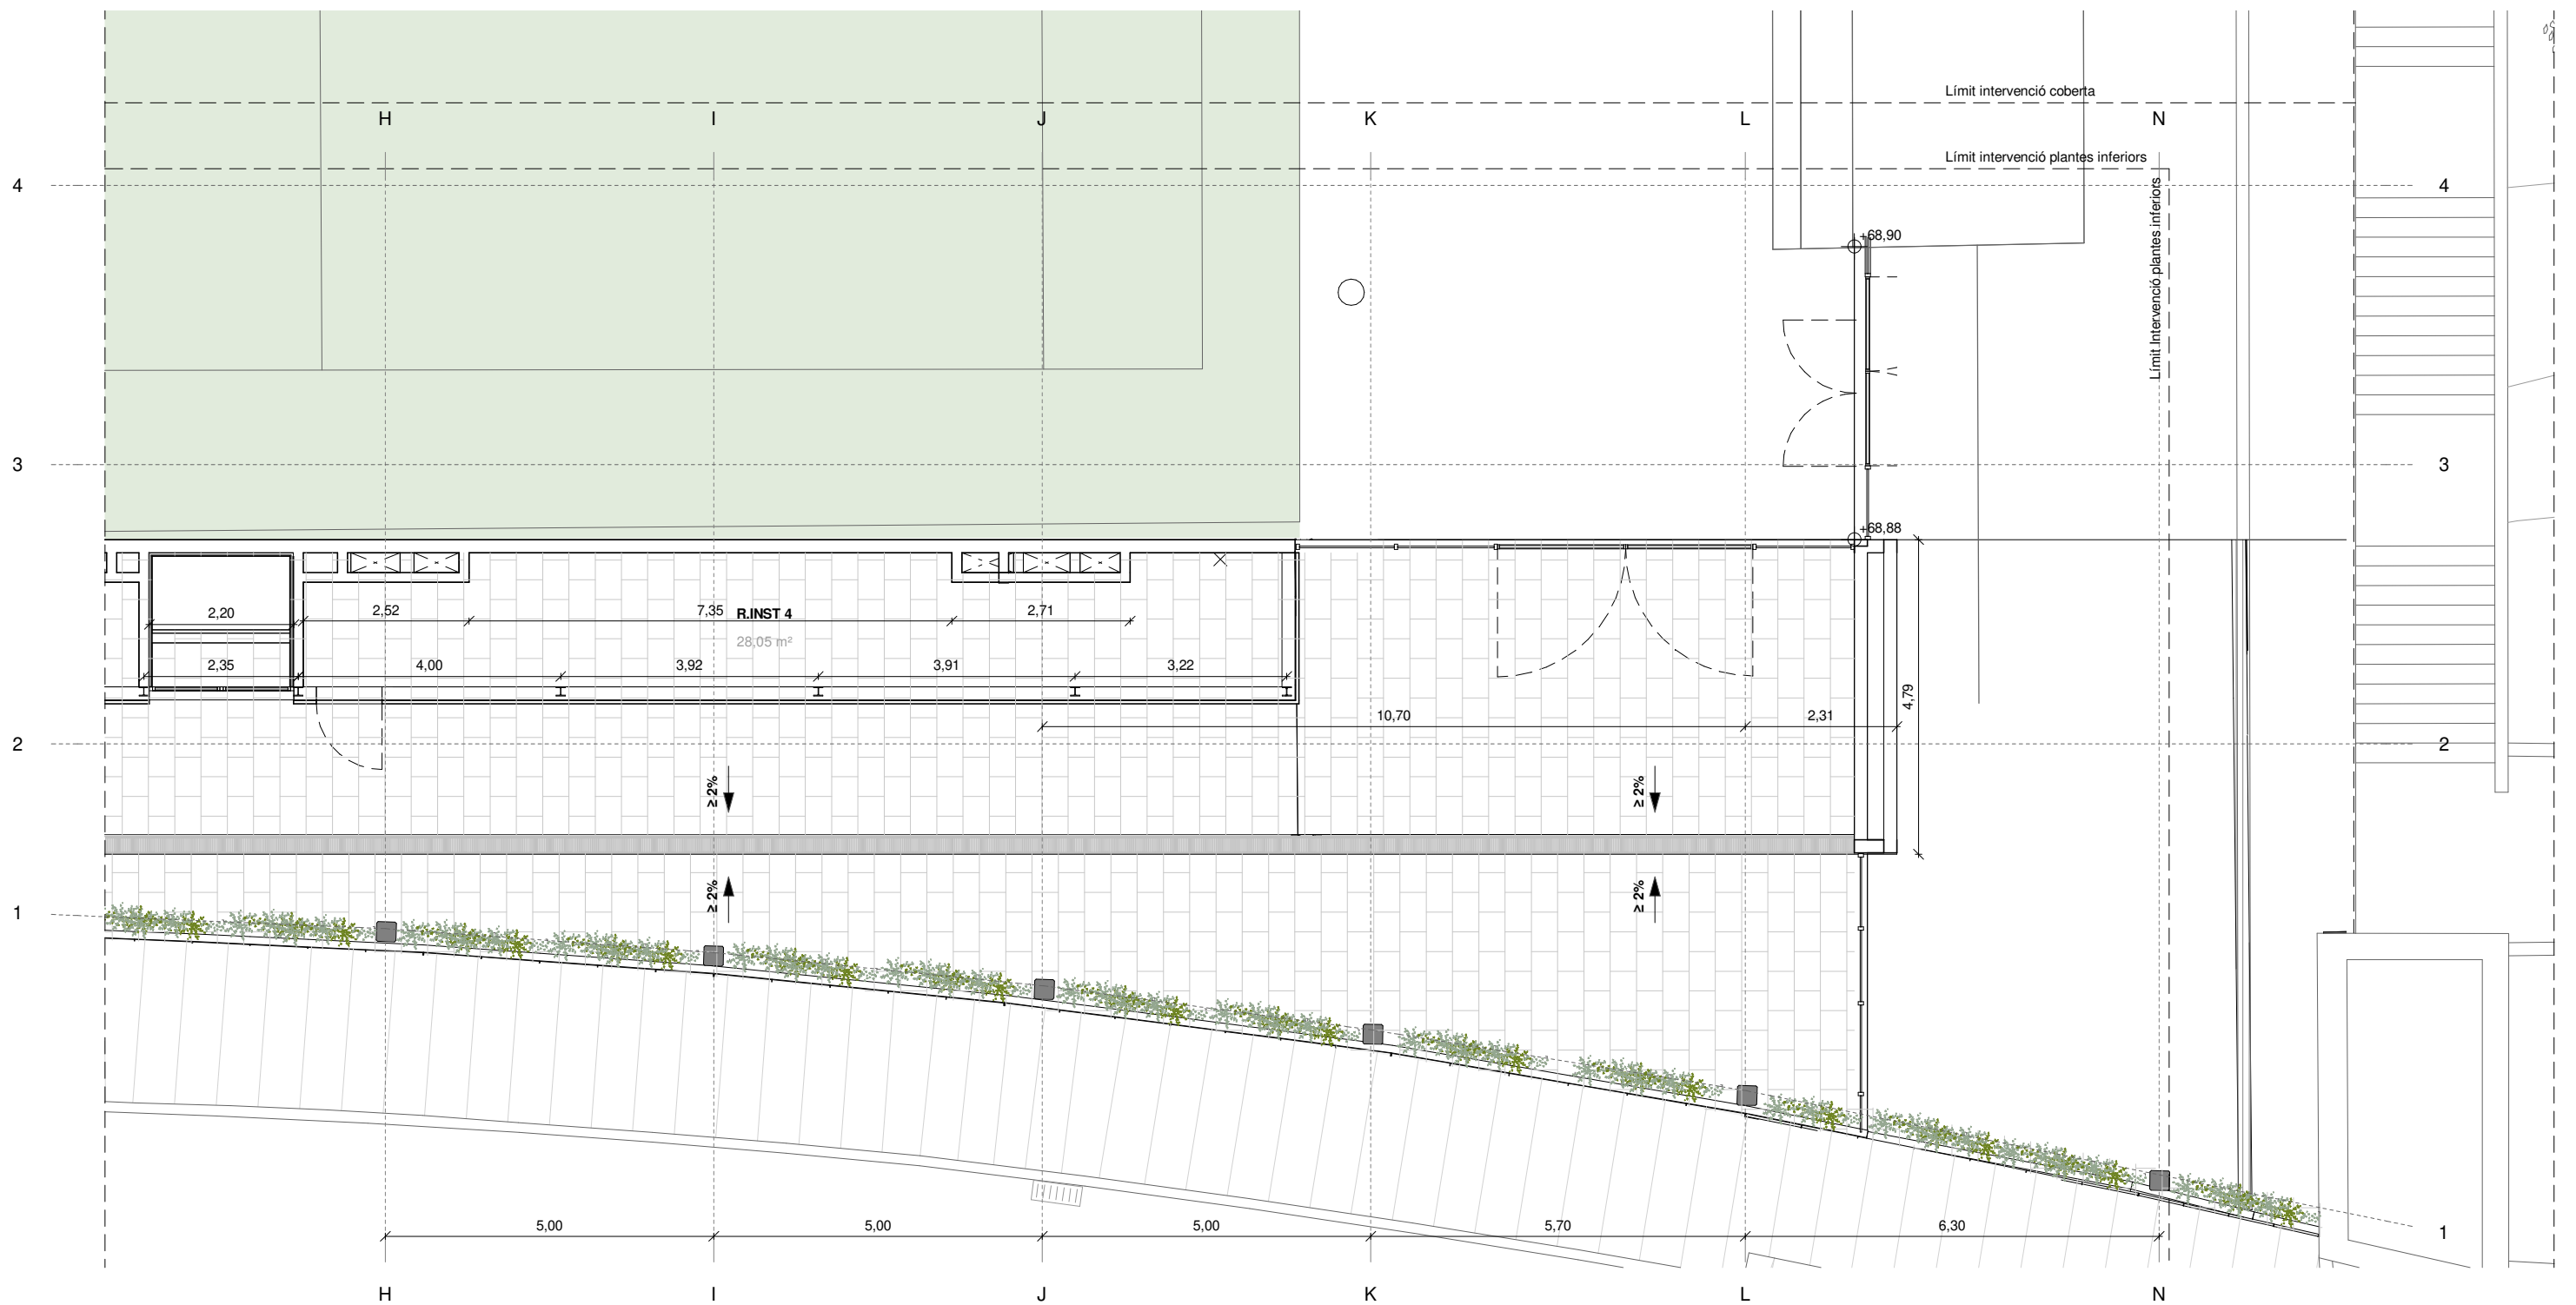 Límit intervenció coberta
H I J K L N
Límit intervenció plantes inferiors
4 4
Límit Intervenció plantes inferiors
+68,90
3 3
+68,88
2,20 2,52 7,35 R.INST 4 2,71
28,05 m²
2,35 4,00 3,92 3,91 3,22
4,79
10,70 2,31
2 2
≥ 2% ≥ 2%
≥ 2% ≥ 2%
1
5,00 5,00 5,00 5,70 6,30
1
H I J K L N